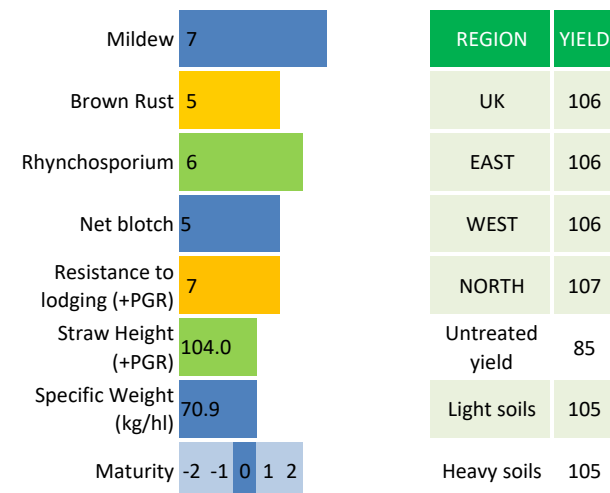 Mildew 7
Brown Rust 5
Rhynchosporium 6
Net blotch 5
Resistance to
lodging (+PGR) 7
Straw Height
(+PGR) 104.0
Specific Weight
(kg/hl) 70.9
Maturity -2 -1 0 1 2
REGION YIELD
UK 106
EAST 106
WEST 106
NORTH 107
Untreated
yield 85
Light soils 105
Heavy soils 105